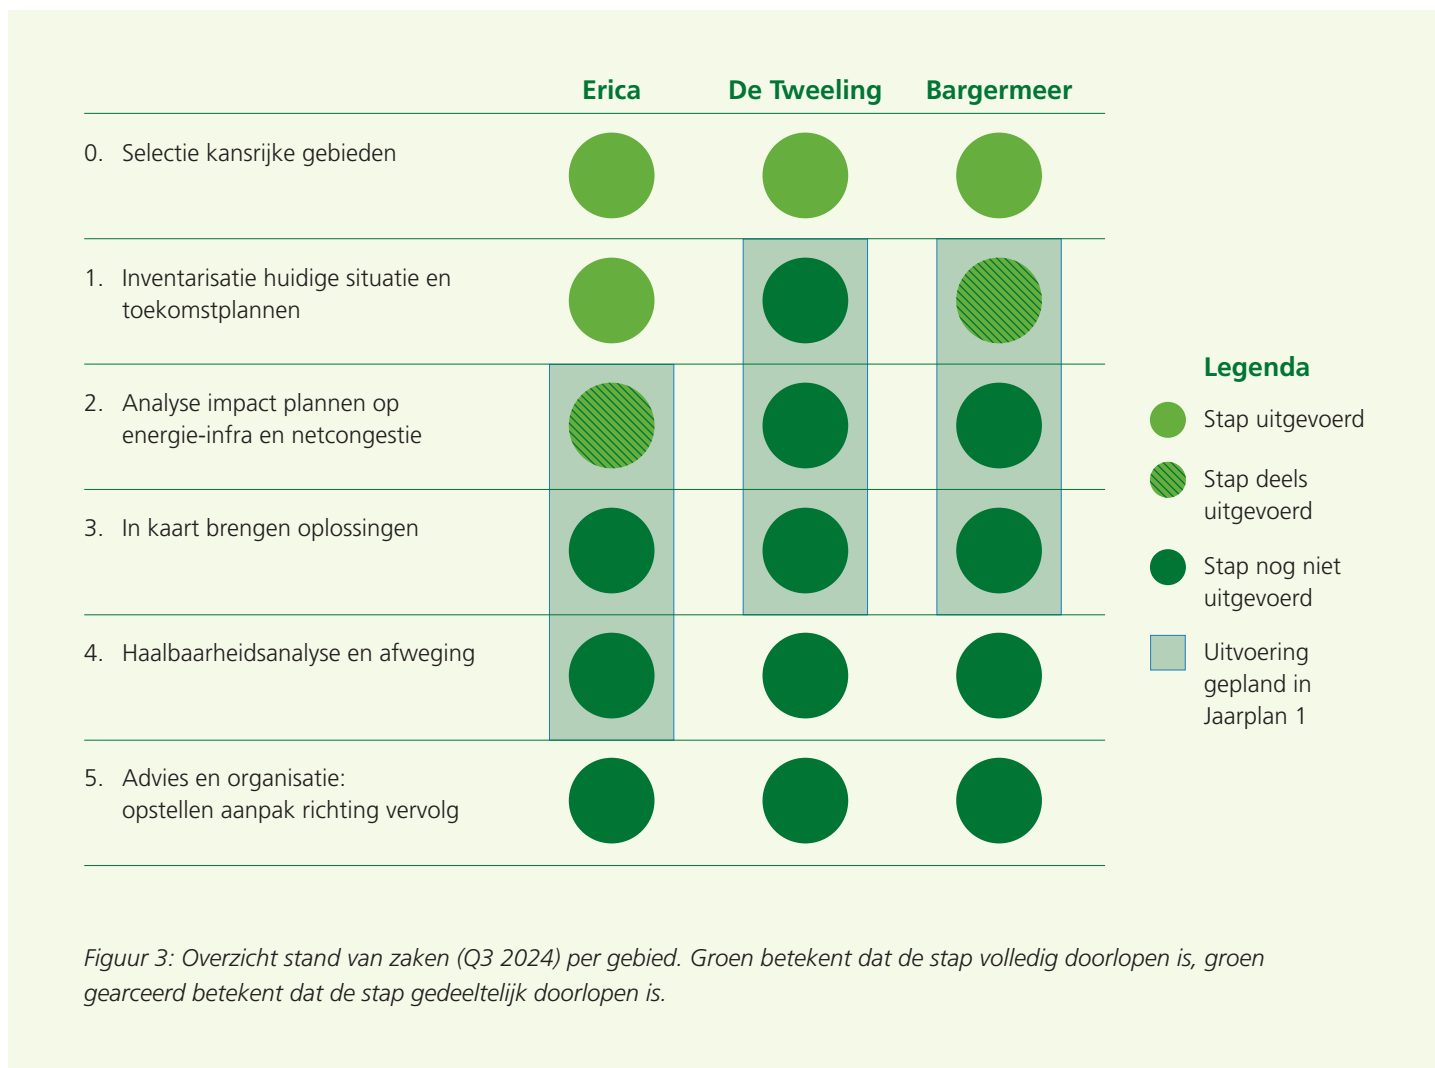 Erica De Tweeling Bargermeer
0. Selectie kansrijke gebieden
1. Inventarisatie huidige situatie en
toekomstplannen
2. Analyse impact plannen op
energie-infra en netcongestie
3. In kaart brengen oplossingen
4. Haalbaarheidsanalyse en afweging
5. Advies en organisatie:
opstellen aanpak richting vervolg
Legenda
Stap uitgevoerd
Stap deels
uitgevoerd
Stap nog niet
uitgevoerd
Uitvoering
gepland in
Jaarplan 1
Figuur 3: Overzicht stand van zaken (Q3 2024) per gebied. Groen betekent dat de stap volledig doorlopen is, groen
gearceerd betekent dat de stap gedeeltelijk doorlopen is.